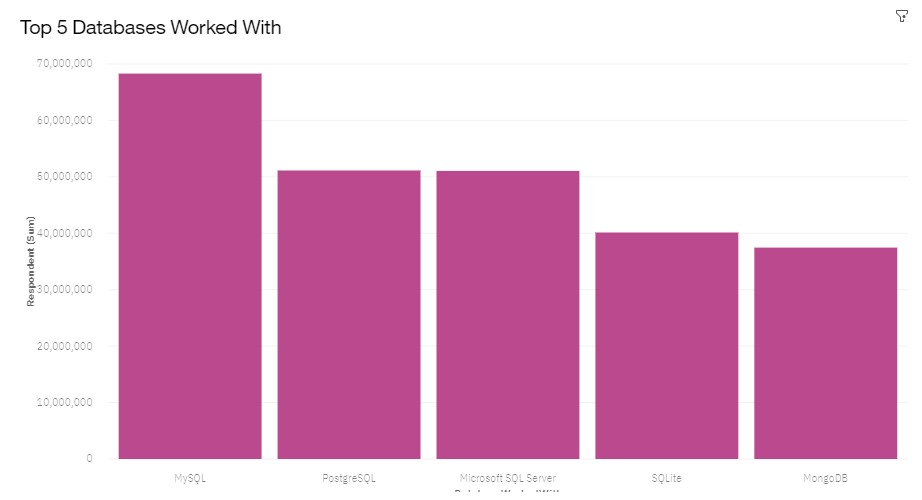 Top 5 Databases Worked With
70,000,000
60,000,000
50,000,000
40,000,000
30,000,000
20,000,000
10,000,000
0
Respondent (Sum)
MySQL PostgreSQL Microsoft SQL Server SQLite MongoDB